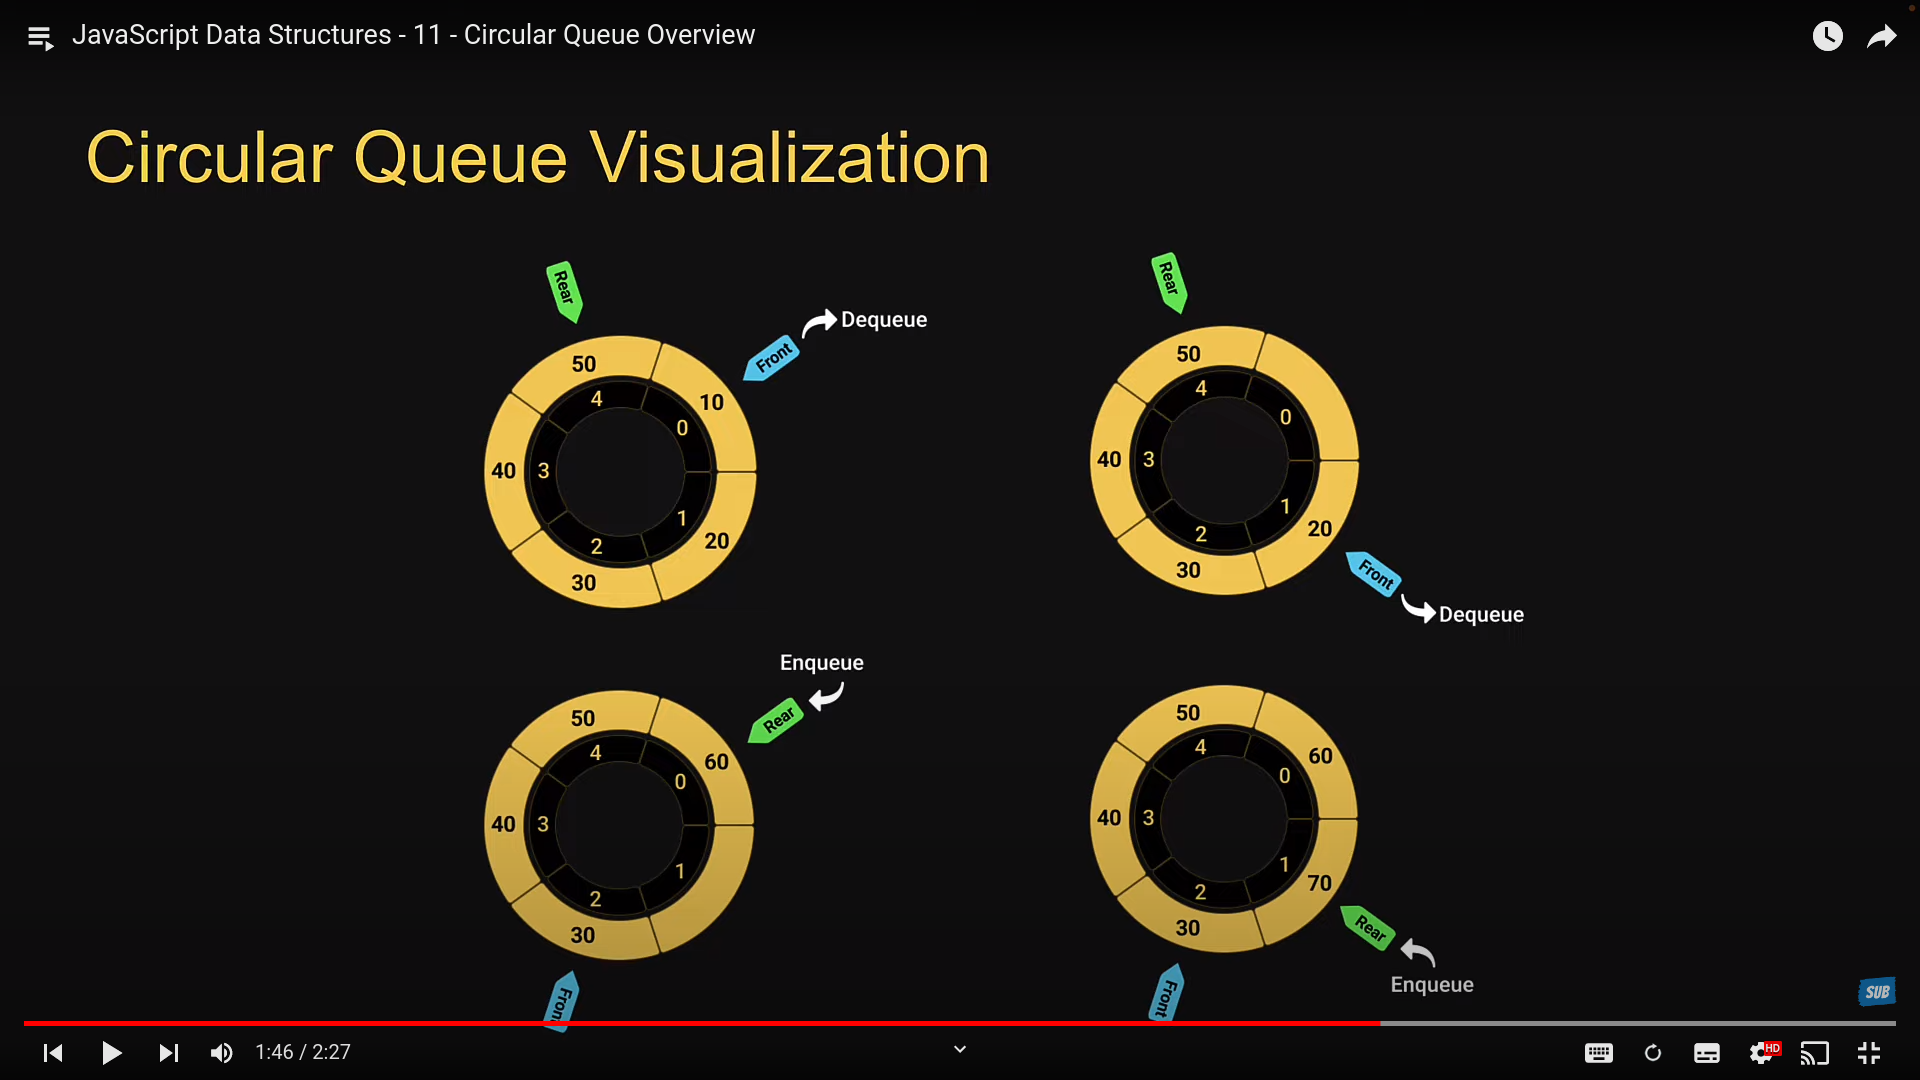 JavaScript Data Structures - 11 - Circular Queue Overview
Circular Queue Visualization
Rear
Front
Dequeue
50
10
4
0
40
3
1
2
20
30
Rear
50
4
0
40
3
1
2
20
30
Front
Dequeue
Enqueue
Rear
50
60
4
0
40
3
1
2
30
Front
50
60
4
0
40
3
1
2
70
30
Rear
Front
Enqueue
SUB
1:46 / 2:27
HD